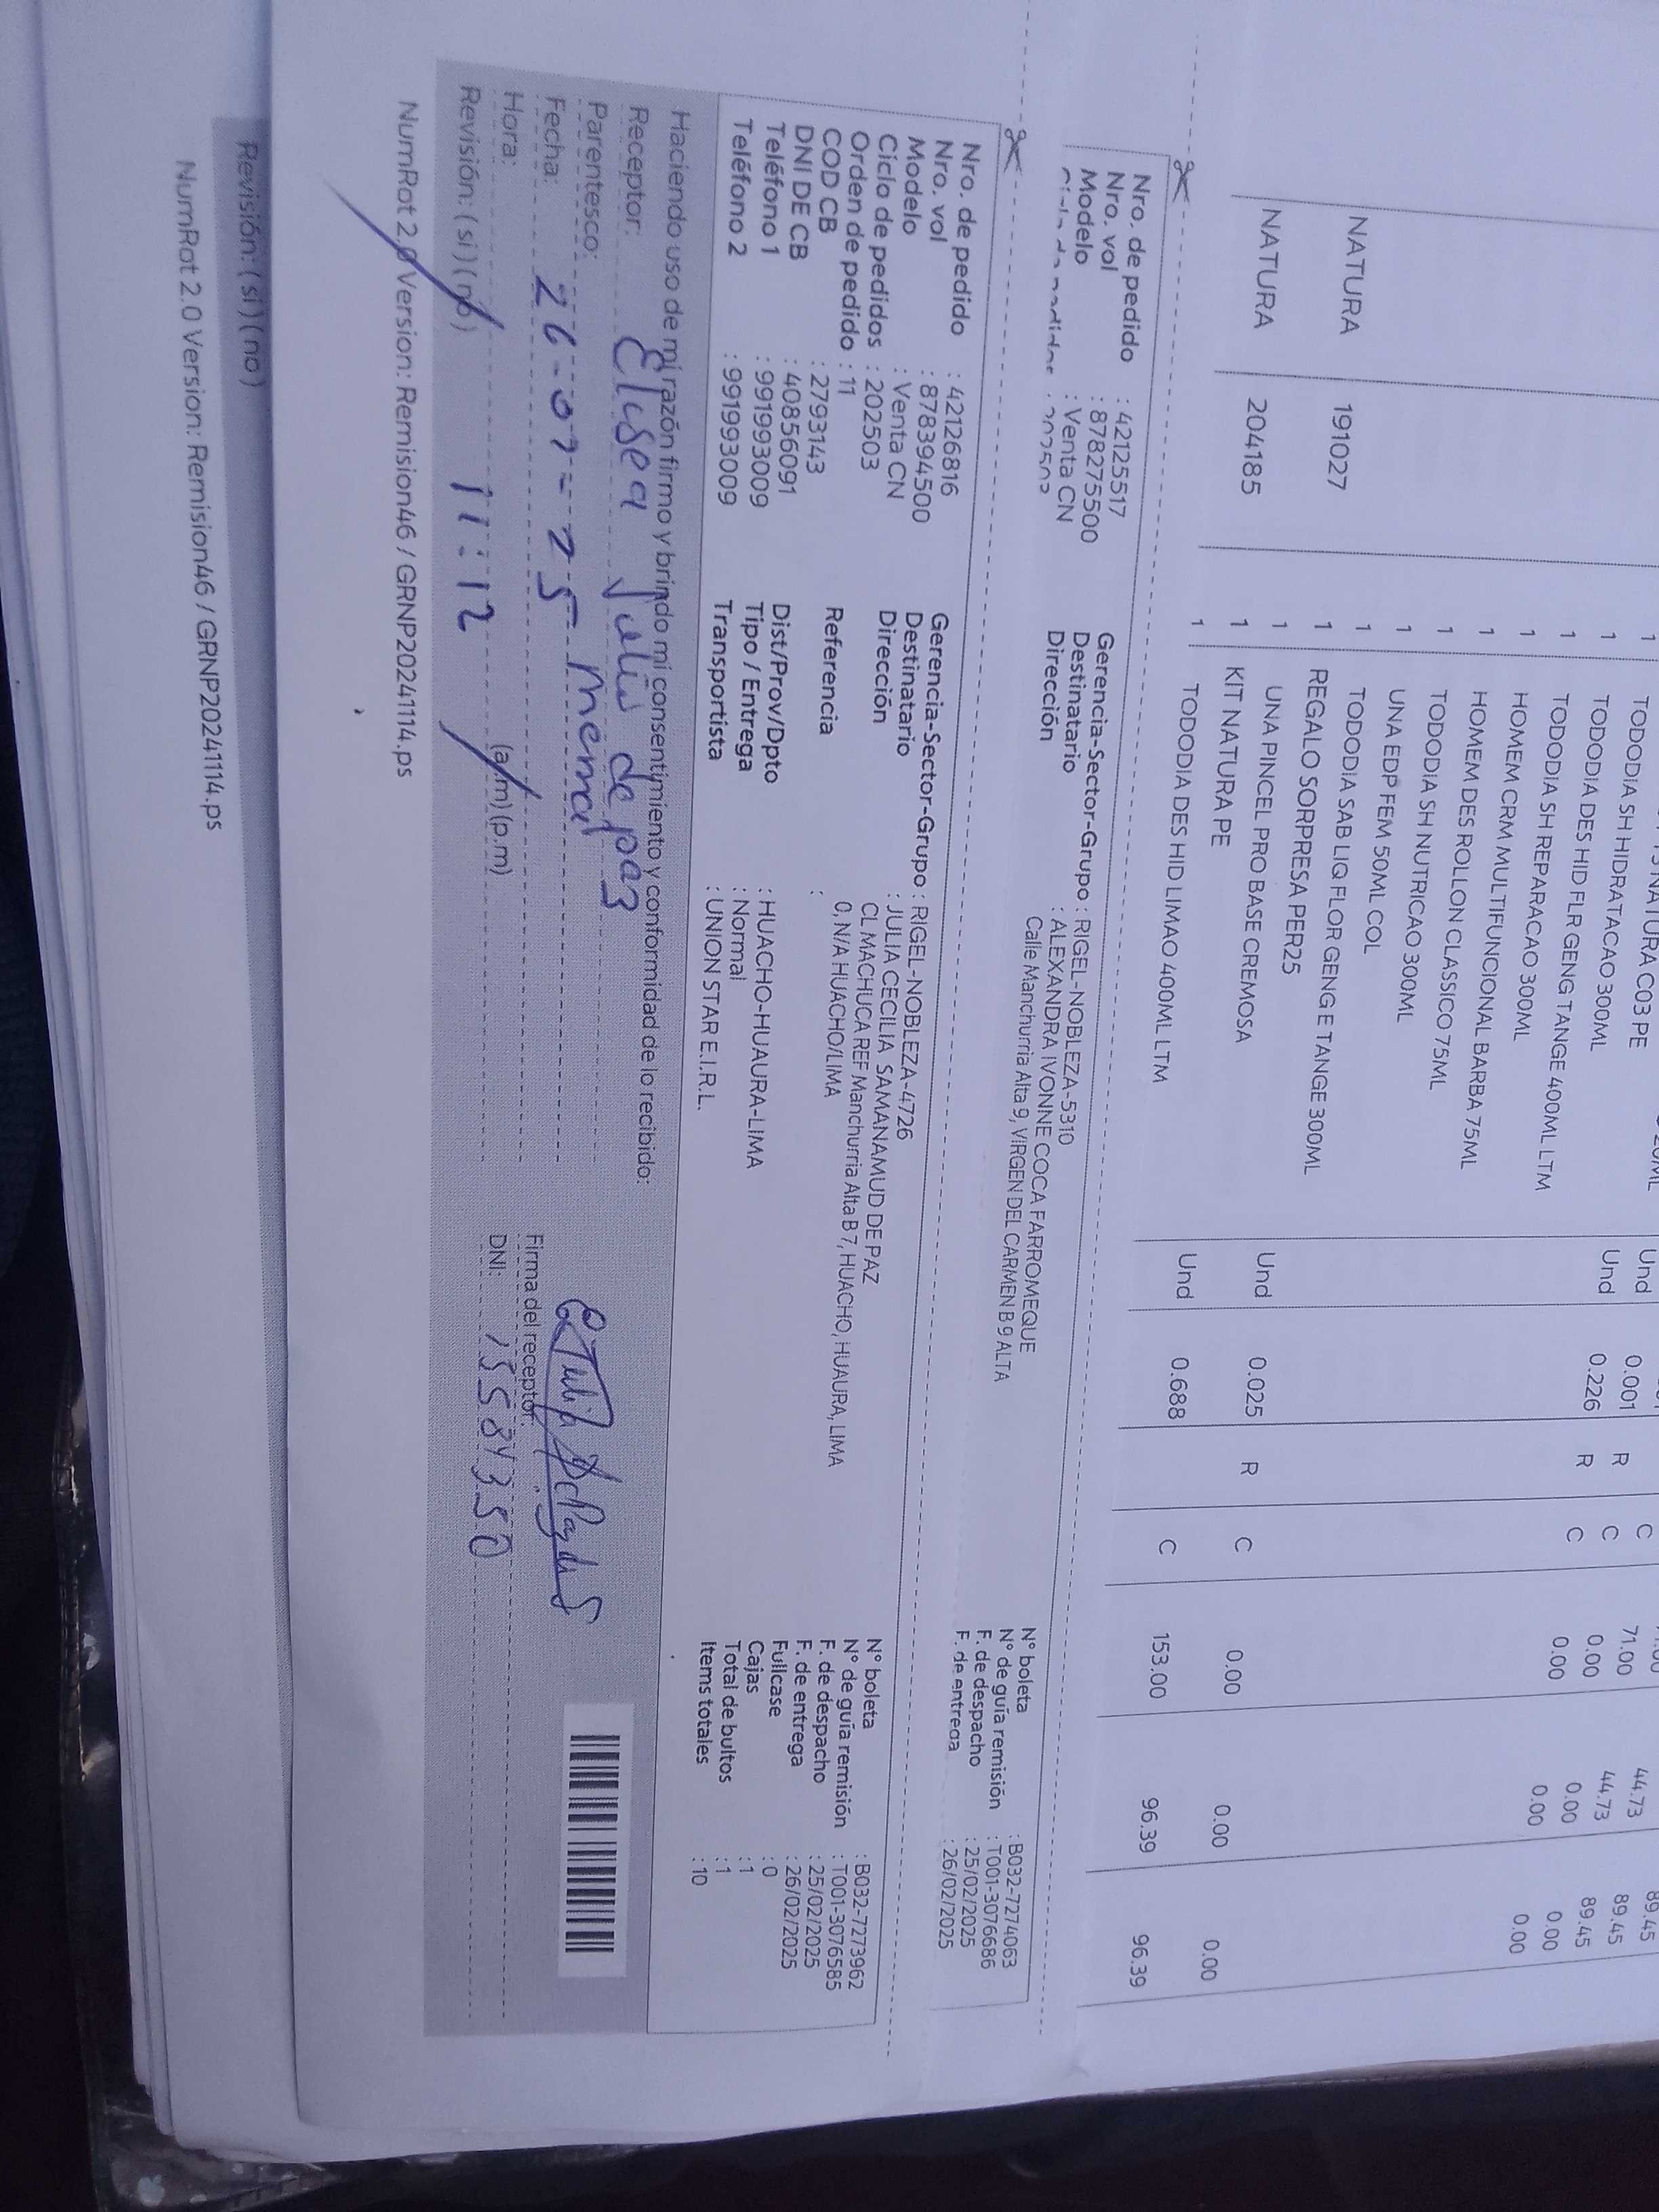 TODODIA SH HIDRATACAO 300ML
TODODIA DES HID FLR GENG TANGE 400ML LTM
TODODIA SH REPARACAO 300ML
HOMEM CRM MULTIFUNCIONAL BARBA 75ML
HOMEM DES ROLLON CLASSICO 75ML
TODODIA SH NUTRICAO 300ML
UNA EDP FEM 50ML COL
TODODIA SAB LIQ FLOR GENG E TANGE 300ML
REGALO SORPRESA PER25
UNA PINCEL PRO BASE CREMOSA
KIT NATURA PE
TODODIA DES HID LIMAO 400ML LTM
1
1
1
1
1
1
1
1
1
1
1
1
NATURA 191027
NATURA 204185
Und 0.001 R C 71.00 44.73 89.45
Und 0.226 R C 0.00 44.73 89.45
C 0.00 0.00 89.45
0.00 0.00
0.00
Und 0.025 R C 0.00 0.00 0.00
Und 0.688 C 153.00 96.39 96.39
Nro. de pedido : 42125517 Gerencia-Sector-Grupo : RIGEL-NOBLEZA-5310 N° boleta : B032-7274063
Nro. vol : 878275500 Destinatario : ALEXANDRA IVONNE COCA FARROMEQUE N° de guía remisión : T001-3076686
Modelo : Venta CN Dirección Calle Manchurria Alta 9, VIRGEN DEL CARMEN B 9 ALTA F. de despacho : 25/02/2025
F. de entrega : 26/02/2025
Nro. de pedido : 42126816 Gerencia-Sector-Grupo : RIGEL-NOBLEZA-4726 N° boleta : B032-7273962
Nro. vol : 878394500 Destinatario : JULIA CECILIA SAMANAMUD DE PAZ N° de guía remisión : T001-3076585
Modelo : Venta CN Dirección CL MACHUCA REF Manchurria Alta B 7, HUACHO, HUAURA, LIMA F. de despacho : 25/02/2025
Ciclo de pedidos : 202503 0, N/A HUACHO/LIMA F. de entrega : 26/02/2025
Orden de pedido : 11 Referencia : Fullcase : 0
COD CB : 2793143 Cajas : 1
DNI DE CB : 40856091 Dist/Prov/Dpto : HUACHO-HUAURA-LIMA Total de bultos : 1
Teléfono 1 : 991993009 Tipo / Entrega : Normal Items totales : 10
Teléfono 2 : 991993009 Transportista : UNION STAR E.I.R.L.
Haciendo uso de mi razón firmo y brindo mi consentimiento y conformidad de lo recibido:
Receptor: Julia de paz
Parentesco:
Fecha:
Hora: 11:12 (a.m) (p.m)
Firma del receptor
Revisión: ( si ) ( no )
DNI: 15584350
NumRot 2.0 Version: Remision46 / GRNP20241114.ps
Revisión: ( si ) ( no )
NumRot 2.0 Version: Remision46 / GRNP20241114.ps